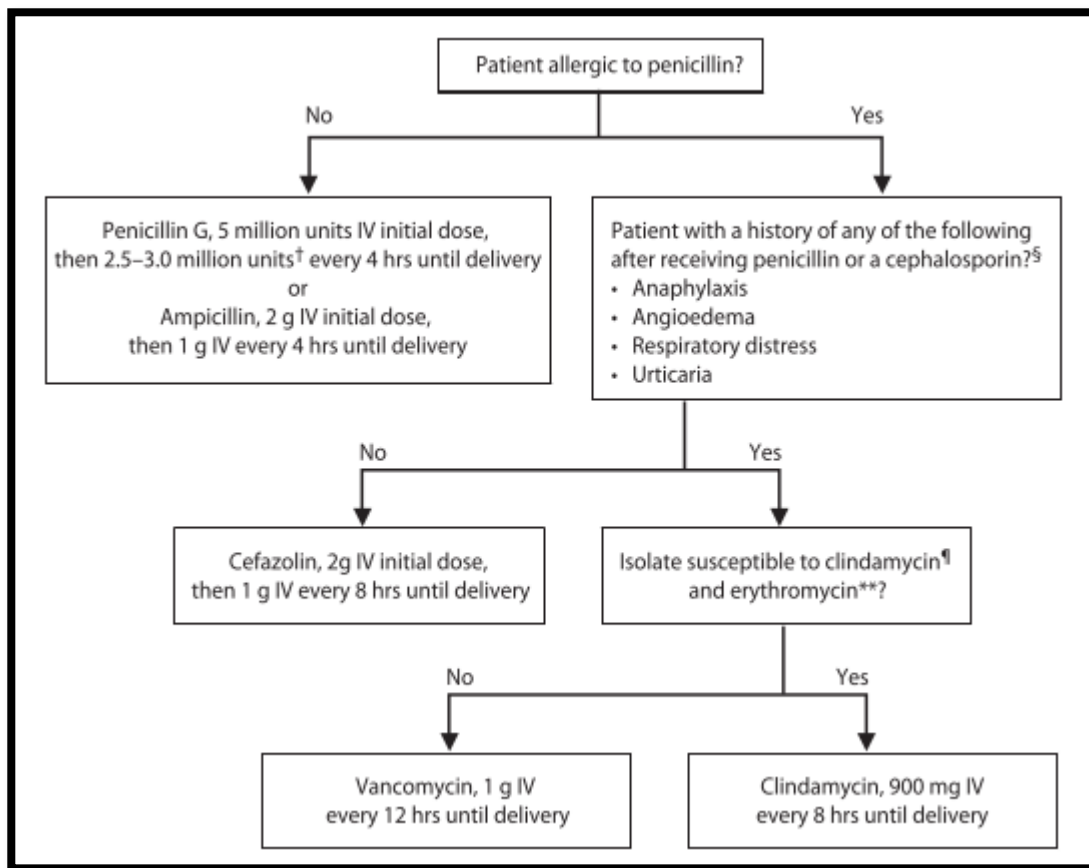 Patient allergic to penicillin?
No
Yes
Penicillin G, 5 million units IV initial dose,
then 2.5–3.0 million units† every 4 hrs until delivery
or
Ampicillin, 2 g IV initial dose,
then 1 g IV every 4 hrs until delivery
Patient with a history of any of the following
after receiving penicillin or a cephalosporin?§
• Anaphylaxis
• Angioedema
• Respiratory distress
• Urticaria
No
Yes
Cefazolin, 2g IV initial dose,
then 1 g IV every 8 hrs until delivery
Isolate susceptible to clindamycin¶
and erythromycin**?
No
Yes
Vancomycin, 1 g IV
every 12 hrs until delivery
Clindamycin, 900 mg IV
every 8 hrs until delivery